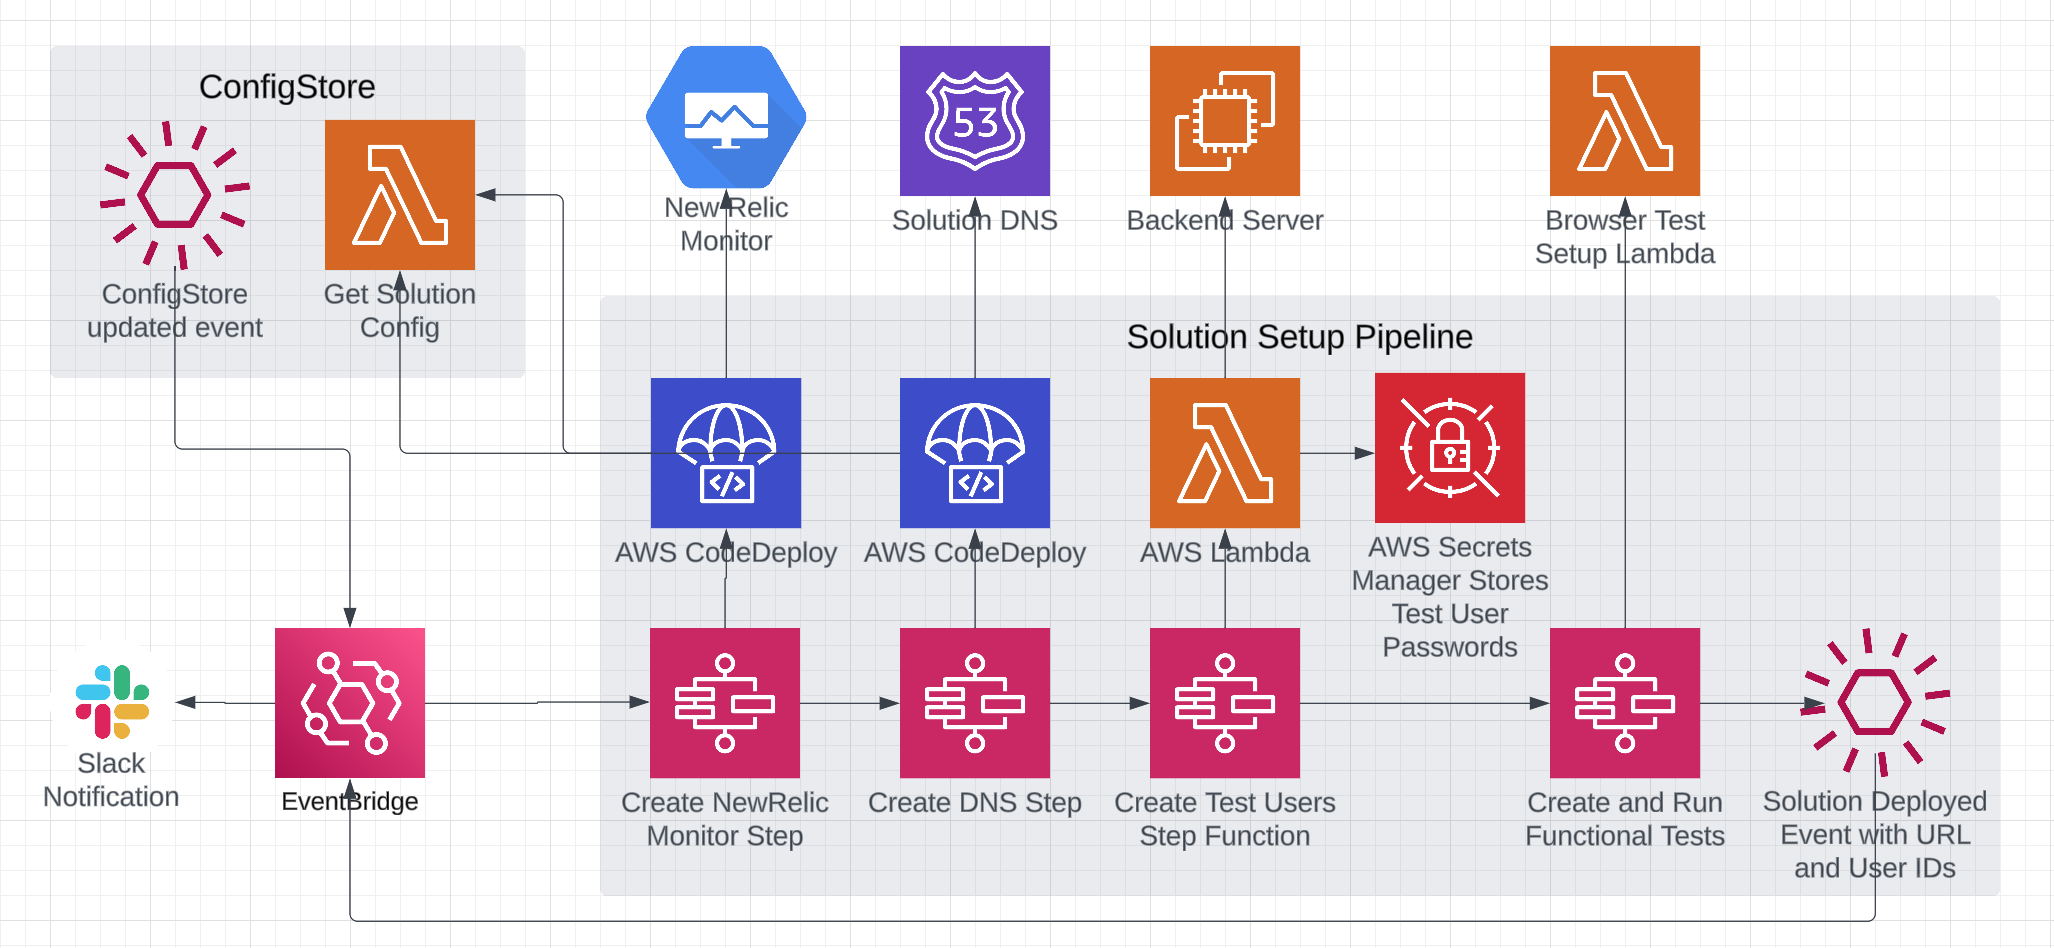 ConfigStore
ConfigStore
updated event
Get Solution
Config
New Relic
Monitor
53
Solution DNS
Backend Server
Browser Test
Setup Lambda
Solution Setup Pipeline
</>
AWS CodeDeploy
</>
AWS CodeDeploy
AWS Lambda
AWS Secrets
Manager Stores
Test User
Passwords
Slack
Notification
EventBridge
Create NewRelic
Monitor Step
Create DNS Step
Create Test Users
Step Function
Create and Run
Functional Tests
Solution Deployed
Event with URL
and User IDs